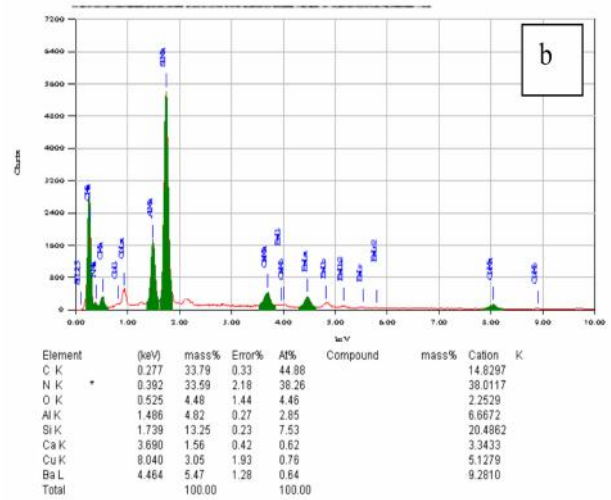 b
7200
6400
5600
4800
4000
3200
2400
1600
800
0
Counts
0.00 1.00 2.00 3.00 4.00 5.00 6.00 7.00 8.00 9.00 10.00
keV
Element (keV) mass% Error% At% Compound mass% Cation K
C K 0.277 33.79 0.33 44.88 14.8297
N K * 0.392 33.59 2.18 38.26 38.0117
O K 0.525 4.48 1.44 4.46 2.2529
Al K 1.486 4.82 0.27 2.85 6.6672
Si K 1.739 13.25 0.23 7.53 20.4862
Ca K 3.690 1.56 0.42 0.62 3.3433
Cu K 8.040 3.05 1.93 0.76 5.1279
Ba L 4.464 5.47 1.28 0.64 9.2810
Total 100.00 100.00